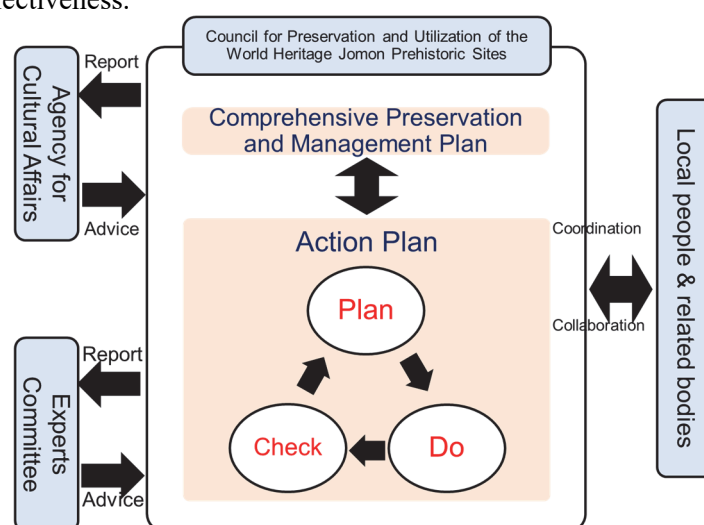 ectiveness.
Council for Preservation and Utilization of the
World Heritage Jomon Prehistoric Sites
Report
Agency for
Cultural Affairs
Advice
Comprehensive Preservation
and Management Plan
Action Plan
Plan
Do
Check
Coordination
Collaboration
Local people & related bodies
Report
Experts
Committee
Advice